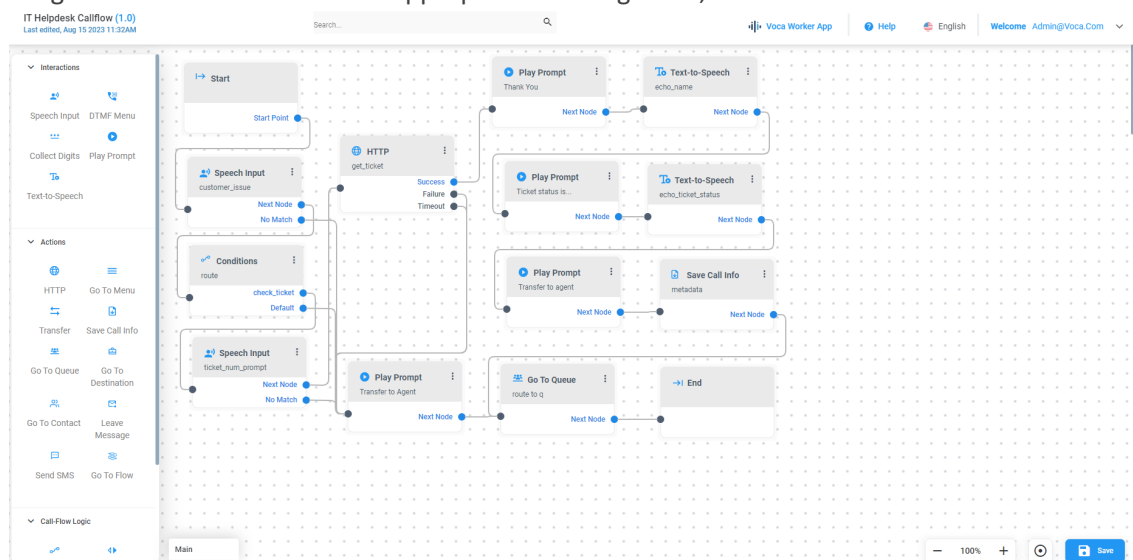 IT Helpdesk Callflow (1.0)
Last edited, Aug 15 2023 11:32AM
Search...
Voca Worker App
Help
English
Welcome Admin@Voca.Com
Interactions
Speech Input
DTMF Menu
Collect Digits
Play Prompt
Text-to-Speech
Actions
HTTP
Go To Menu
Transfer
Save Call Info
Go To Queue
Go To
Destination
Go To Contact
Leave
Message
Send SMS
Go To Flow
Call-Flow Logic
Start
Start Point
Speech Input
customer_issue
Next Node
No Match
Conditions
route
check_ticket
Default
Speech Input
ticket_num_prompt
Next Node
No Match
HTTP
get_ticket
Success
Failure
Timeout
Play Prompt
Transfer to Agent
Next Node
Play Prompt
Thank You
Next Node
Text-to-Speech
echo_name
Next Node
Play Prompt
Ticket status is...
Next Node
Text-to-Speech
echo_ticket_status
Next Node
Play Prompt
Transfer to agent
Next Node
Save Call Info
metadata
Next Node
Go To Queue
route to q
Next Node
End
Main
100%
Save